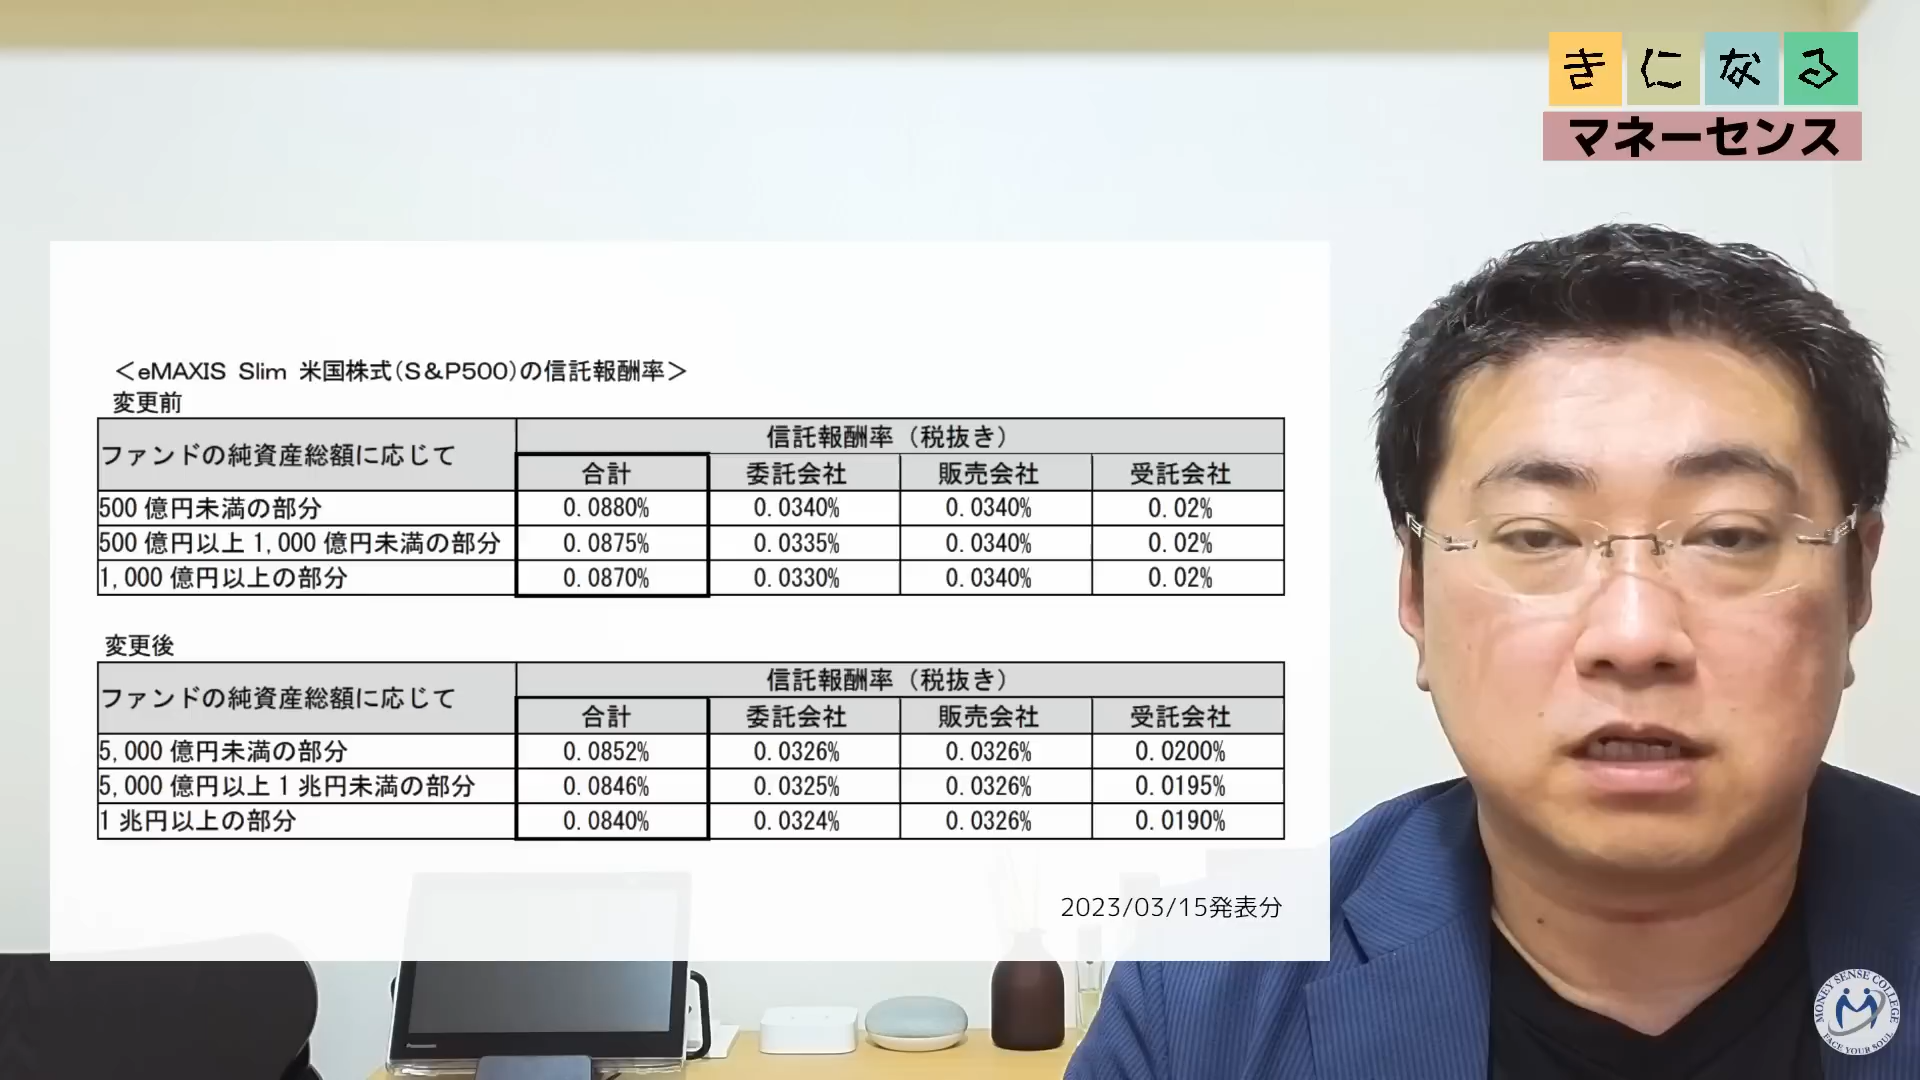 きになる
マネーセンス
＜eMAXIS Slim 米国株式(S＆P500)の信託報酬率＞
変更前
ファンドの純資産総額に応じて 信託報酬率（税抜き）
合計 委託会社 販売会社 受託会社
500 億円未満の部分 0.0880% 0.0340% 0.0340% 0.02%
500 億円以上 1,000 億円未満の部分 0.0875% 0.0335% 0.0340% 0.02%
1,000 億円以上の部分 0.0870% 0.0330% 0.0340% 0.02%
変更後
ファンドの純資産総額に応じて 信託報酬率（税抜き）
合計 委託会社 販売会社 受託会社
5,000 億円未満の部分 0.0852% 0.0326% 0.0326% 0.0200%
5,000 億円以上 1 兆円未満の部分 0.0846% 0.0325% 0.0326% 0.0195%
1 兆円以上の部分 0.0840% 0.0324% 0.0326% 0.0190%
2023/03/15発表分
MONEY SENSE COLLEGE
FACE YOUR SOUL